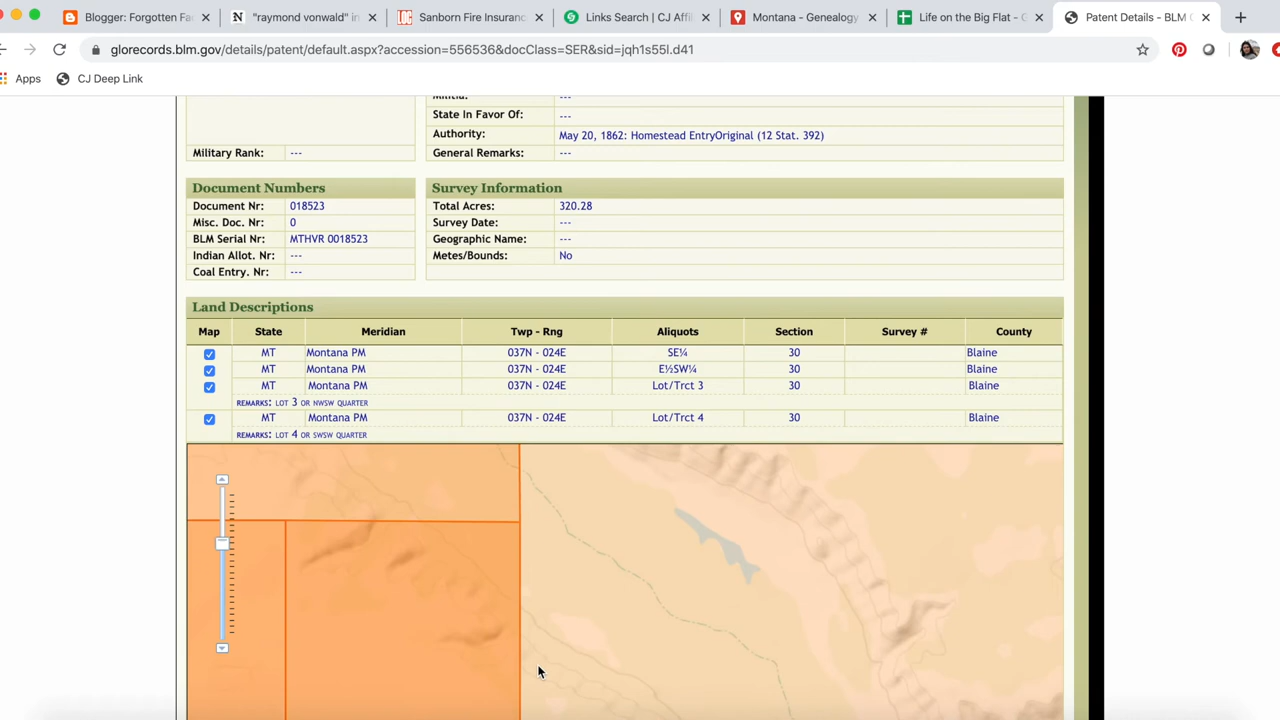 Blogger: Forgotten Fa
"raymond vonwald" in
Sanborn Fire Insuranc
Links Search | CJ Affil
Montana - Genealogy
Life on the Big Flat - G
Patent Details - BLM G
glorecords.blm.gov/details/patent/default.aspx?accession=556536&docClass=SER&sid=jqh1s55l.d41
Apps CJ Deep Link
Militia: ---
State In Favor Of: ---
Authority: May 20, 1862: Homestead EntryOriginal (12 Stat. 392)
Military Rank: --- General Remarks: ---
Document Numbers Survey Information
Document Nr: 018523 Total Acres: 320.28
Misc. Doc. Nr: 0 Survey Date: ---
BLM Serial Nr: MTHVR 0018523 Geographic Name: ---
Indian Allot. Nr: --- Metes/Bounds: No
Coal Entry. Nr: ---
Land Descriptions
Map State Meridian Twp - Rng Aliquots Section Survey # County
MT Montana PM 037N - 024E SE¼ 30 Blaine
MT Montana PM 037N - 024E E½SW¼ 30 Blaine
MT Montana PM 037N - 024E Lot/Trct 3 30 Blaine
REMARKS: LOT 3 OR NWSW QUARTER
MT Montana PM 037N - 024E Lot/Trct 4 30 Blaine
REMARKS: LOT 4 OR SWSW QUARTER